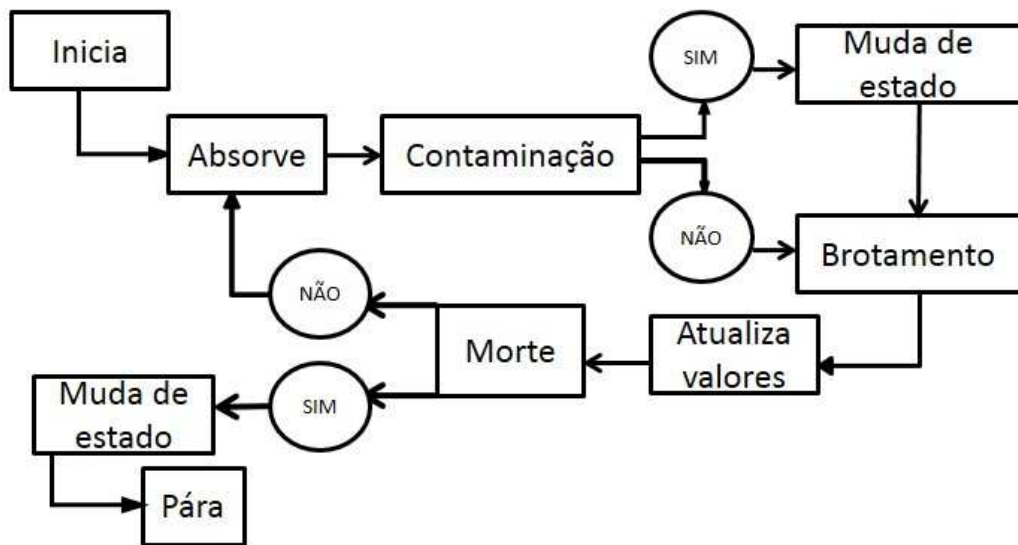 Inicia
Absorve
Contaminação
SIM
Muda de
estado
NÃO
Brotamento
Atualiza
valores
Morte
NÃO
SIM
Muda de
estado
Pára